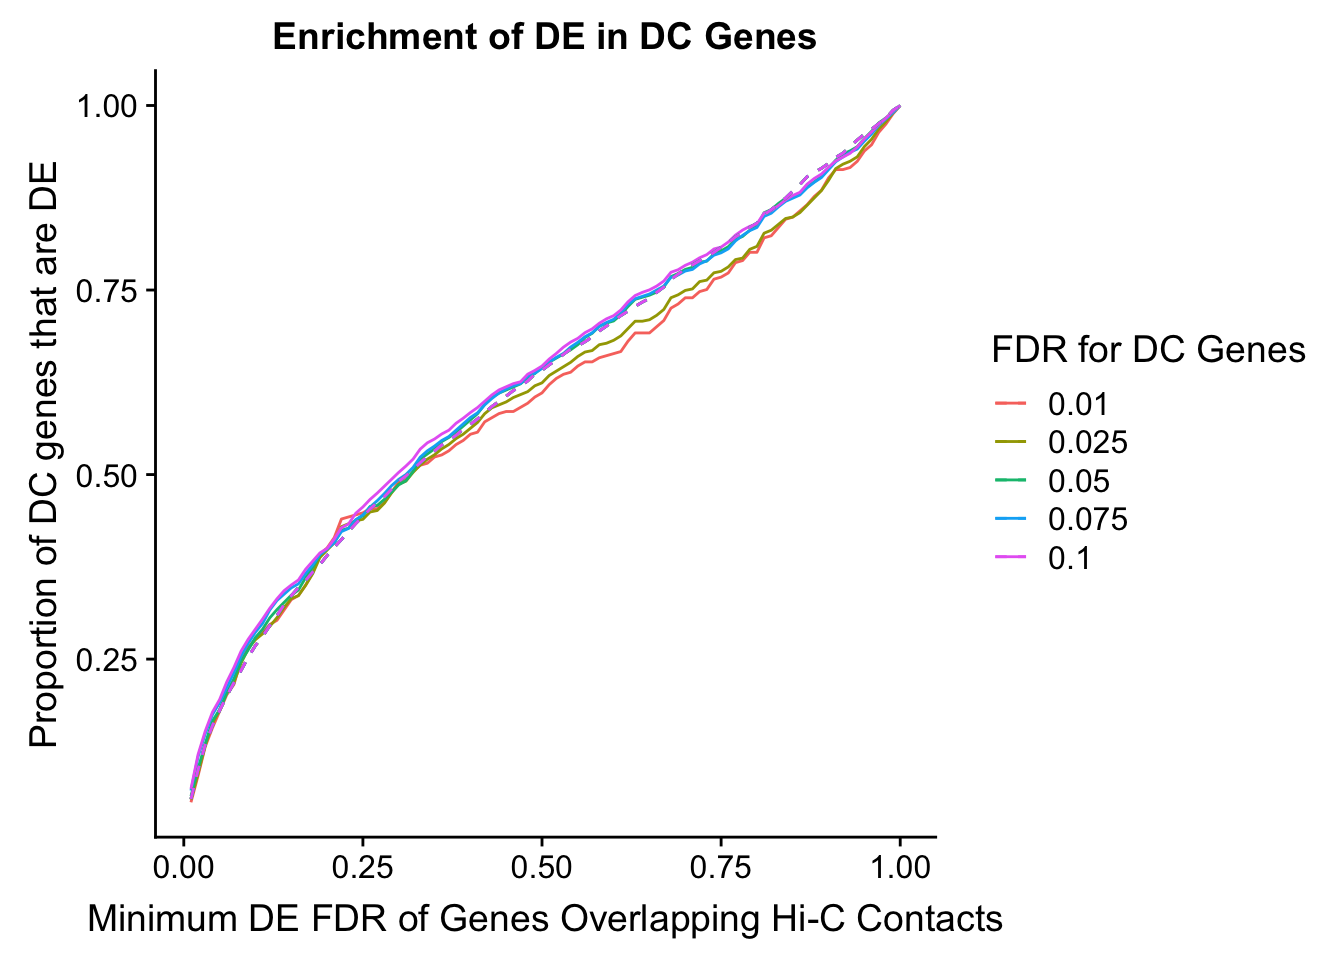 Enrichment of DE in DC Genes
Proportion of DC genes that are DE
1.00
0.75
0.50
0.25
0.00 0.25 0.50 0.75 1.00
Minimum DE FDR of Genes Overlapping Hi-C Contacts
FDR for DC Genes
0.01
0.025
0.05
0.075
0.1